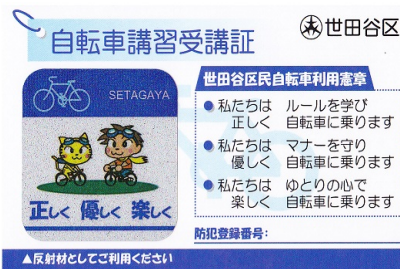 自転車講習受講証
世田谷区
SETAGAYA
正しく 優しく 楽しく
▲反射材としてご利用ください
世田谷区民自転車利用憲章
●私たちは ルールを学び
正しく 自転車に乗ります
●私たちは マナーを守り
優しく 自転車に乗ります
●私たちは ゆとりの心で
楽しく 自転車に乗ります
防犯登録番号: